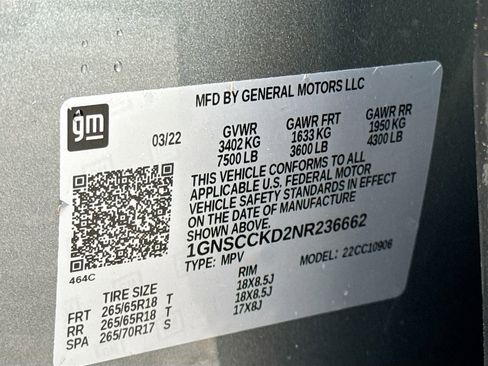 gm
MFD BY GENERAL MOTORS LLC
03/22 GVWR GAWR FRT GAWR RR
3402 KG 1633 KG 1950 KG
7500 LB 3600 LB 4300 LB
THIS VEHICLE CONFORMS TO ALL
APPLICABLE U.S. FEDERAL MOTOR
VEHICLE SAFETY STANDARDS IN EFFECT
ON THE DATE OF MANUFACTURE
SHOWN ABOVE.
1GNSCCKD2NR236662
TYPE: MPV MODEL: 22CC10906
464C
TIRE SIZE RIM
FRT 265/65R18 T 18X8.5J
RR 265/65R18 T 18X8.5J
SPA 265/70R17 S 17X8J